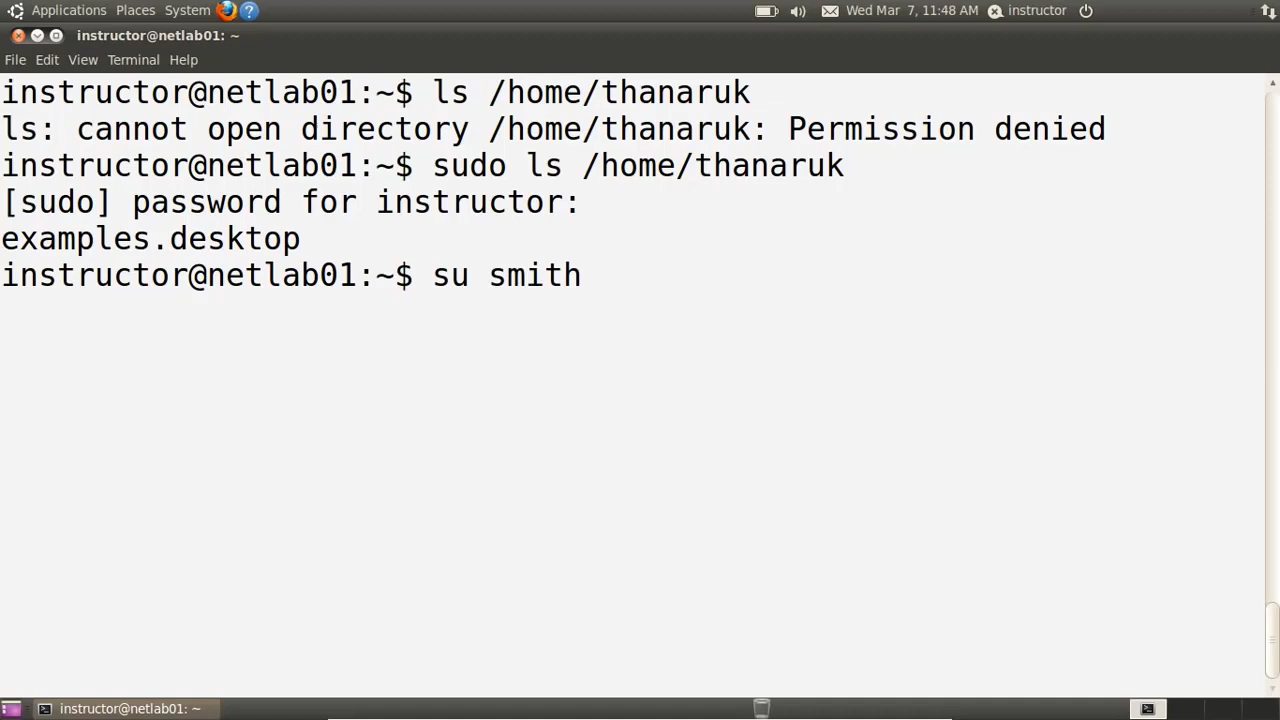 Applications Places System Wed Mar 7, 11:48 AM instructor
instructor@netlab01: ~
File Edit View Terminal Help
instructor@netlab01:~$ ls /home/thanaruk
ls: cannot open directory /home/thanaruk: Permission denied
instructor@netlab01:~$ sudo ls /home/thanaruk
[sudo] password for instructor:
examples.desktop
instructor@netlab01:~$ su smith
instructor@netlab01: ~